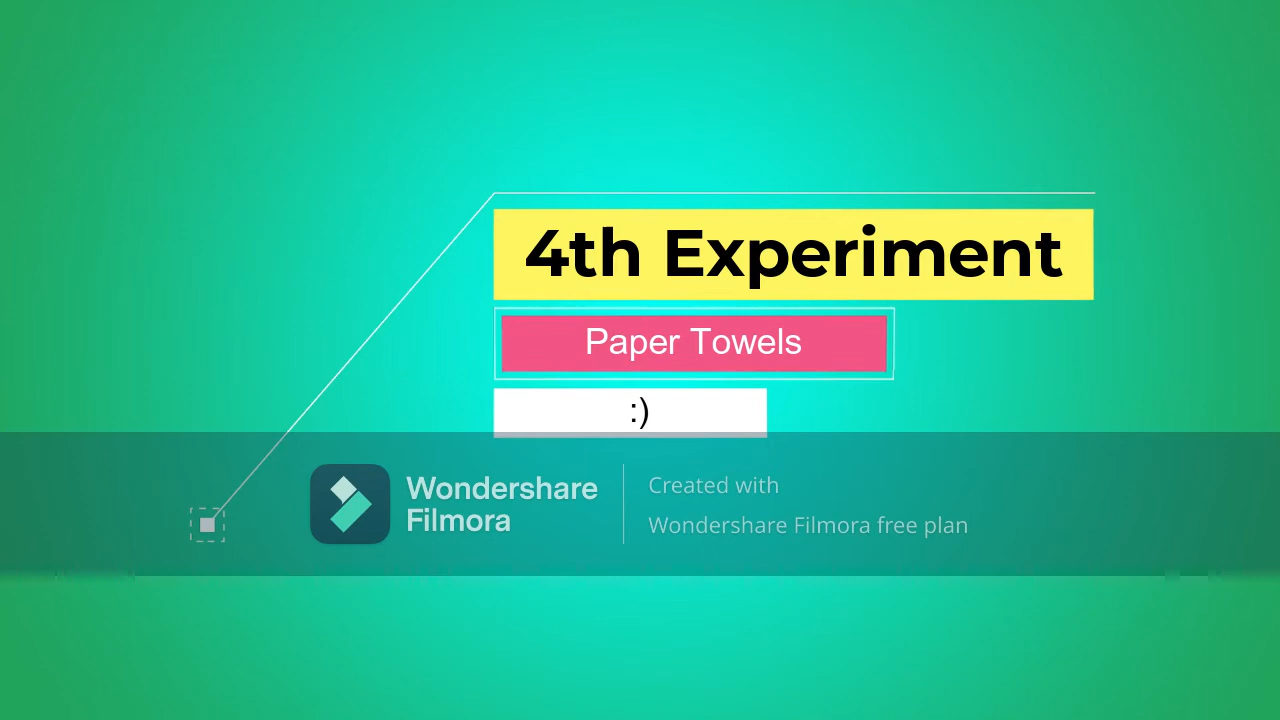 4th Experiment
Paper Towels
:)
Wondershare
Filmora
Created with
Wondershare Filmora free plan